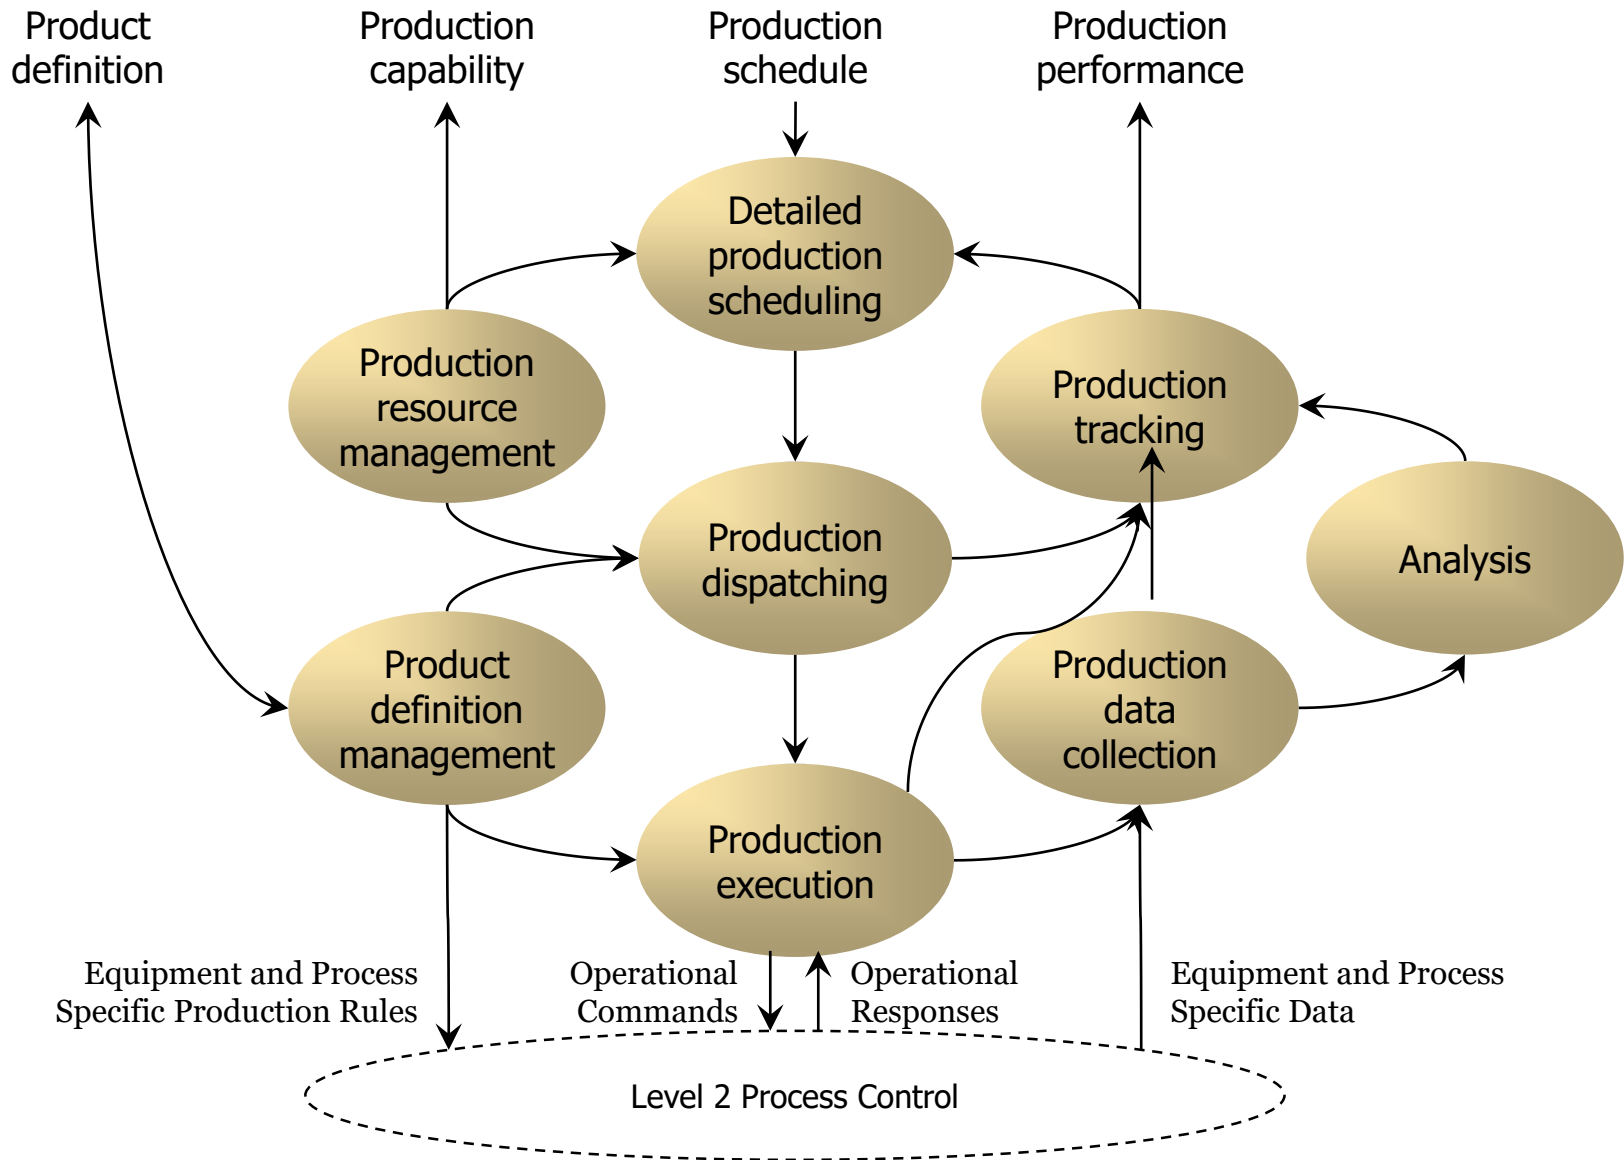 Product
definition
Production
capability
Production
schedule
Production
performance
Detailed
production
scheduling
Production
resource
management
Production
tracking
Production
dispatching
Analysis
Product
definition
management
Production
data
collection
Production
execution
Equipment and Process
Specific Production Rules
Operational
Commands
Operational
Responses
Equipment and Process
Specific Data
Level 2 Process Control